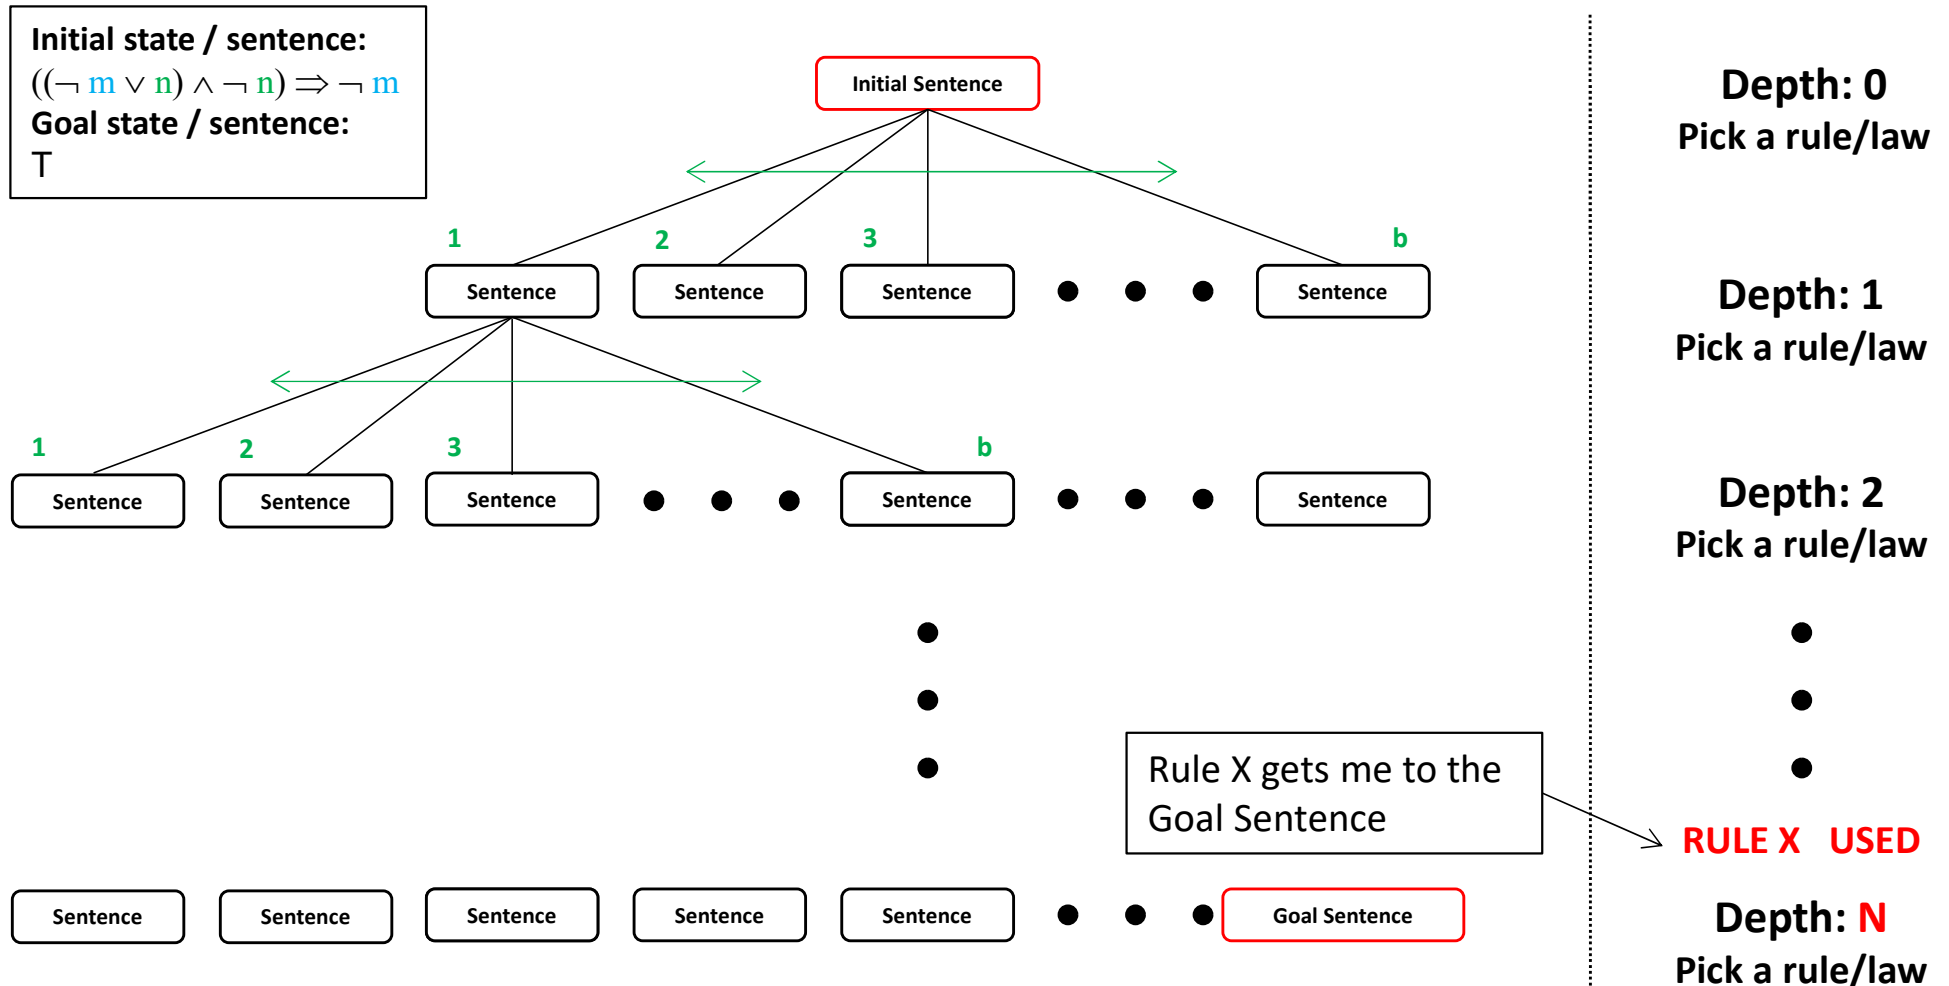 Initial state / sentence:
((¬ m ∨ n) ∧ ¬ n) ⇒ ¬ m
Goal state / sentence:
T
Initial Sentence
Depth: 0
Pick a rule/law
1 2 3 b
Sentence Sentence Sentence Sentence
Depth: 1
Pick a rule/law
1 2 3 b
Sentence Sentence Sentence Sentence Sentence
Depth: 2
Pick a rule/law
Rule X gets me to the
Goal Sentence
RULE X USED
Sentence Sentence Sentence Sentence Sentence Goal Sentence
Depth: N
Pick a rule/law